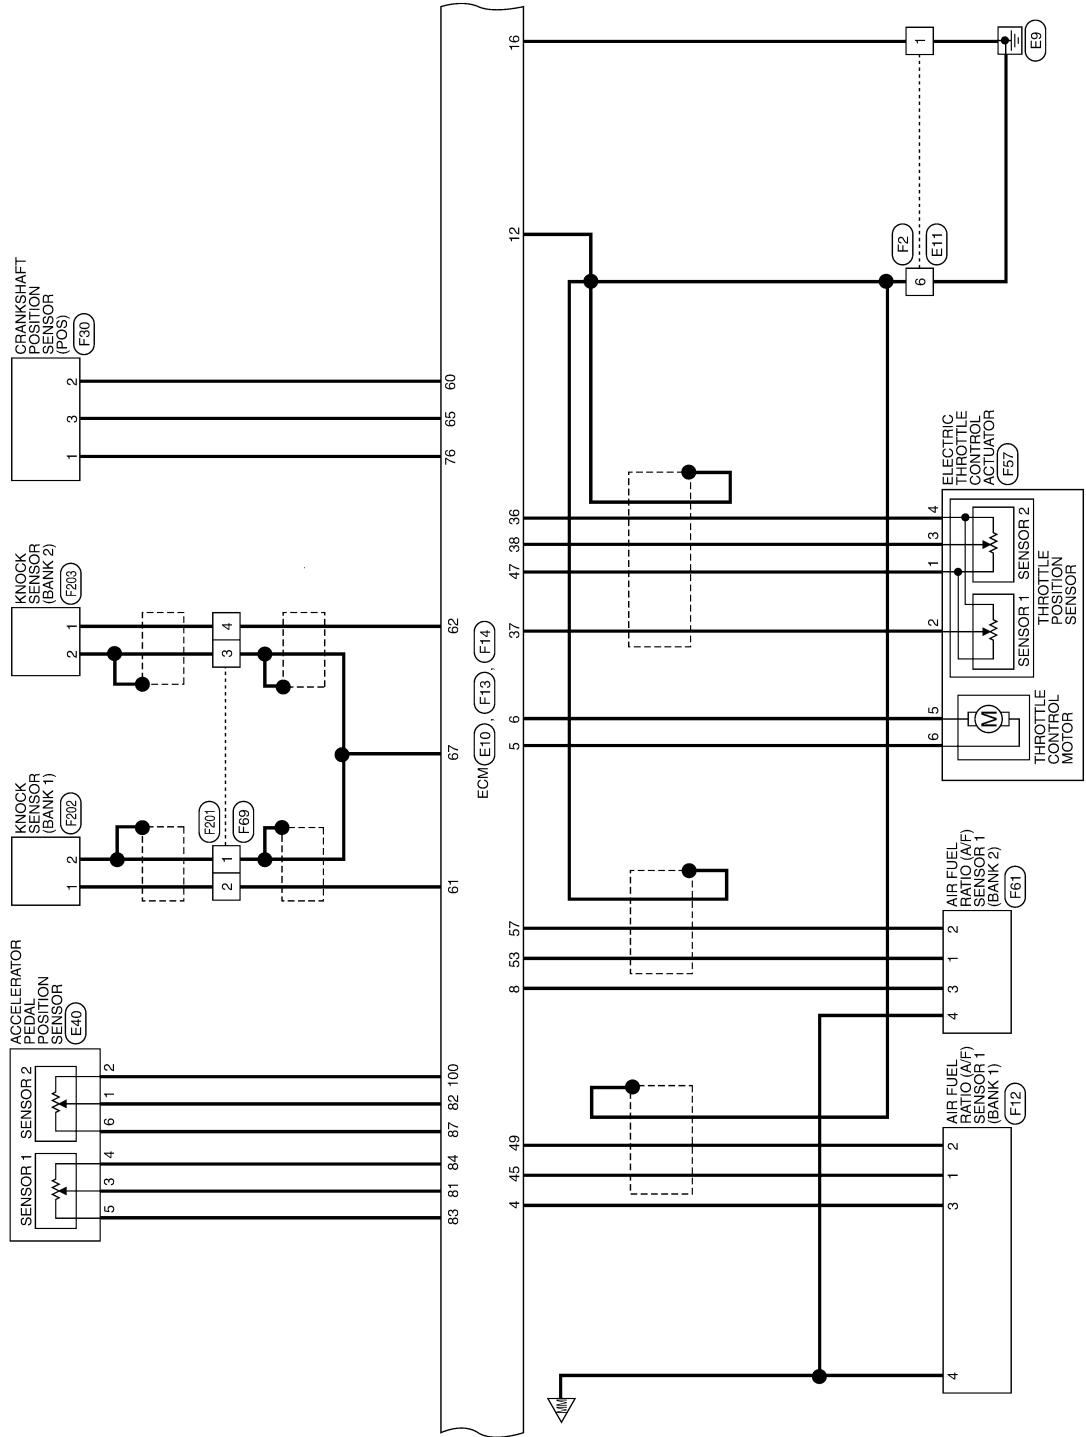 CRANKSHAFT
POSITION
SENSOR
(POS)
F30
2
3
1
60
65
76
KNOCK
SENSOR
(BANK 2)
F203
1
2
4
3
62
67
KNOCK
SENSOR
(BANK 1)
F202
2
1
F201
F69
1
2
61
ACCELERATOR
PEDAL
POSITION
SENSOR
E40
SENSOR 2
SENSOR 1
2
1
6
4
3
5
100
82
87
84
81
83
ECM
E10
,
F13
,
F14
16
12
36
38
47
37
6
5
57
53
8
49
45
4
1
E9
F2
E11
6
ELECTRIC
THROTTLE
CONTROL
ACTUATOR
F57
4
3
1
2
5
6
SENSOR 2
SENSOR 1
THROTTLE
POSITION
SENSOR
M
THROTTLE
CONTROL
MOTOR
AIR FUEL
RATIO (A/F)
SENSOR 1
(BANK 2)
F61
2
1
3
4
AIR FUEL
RATIO (A/F)
SENSOR 1
(BANK 1)
F12
2
1
3
4
MM